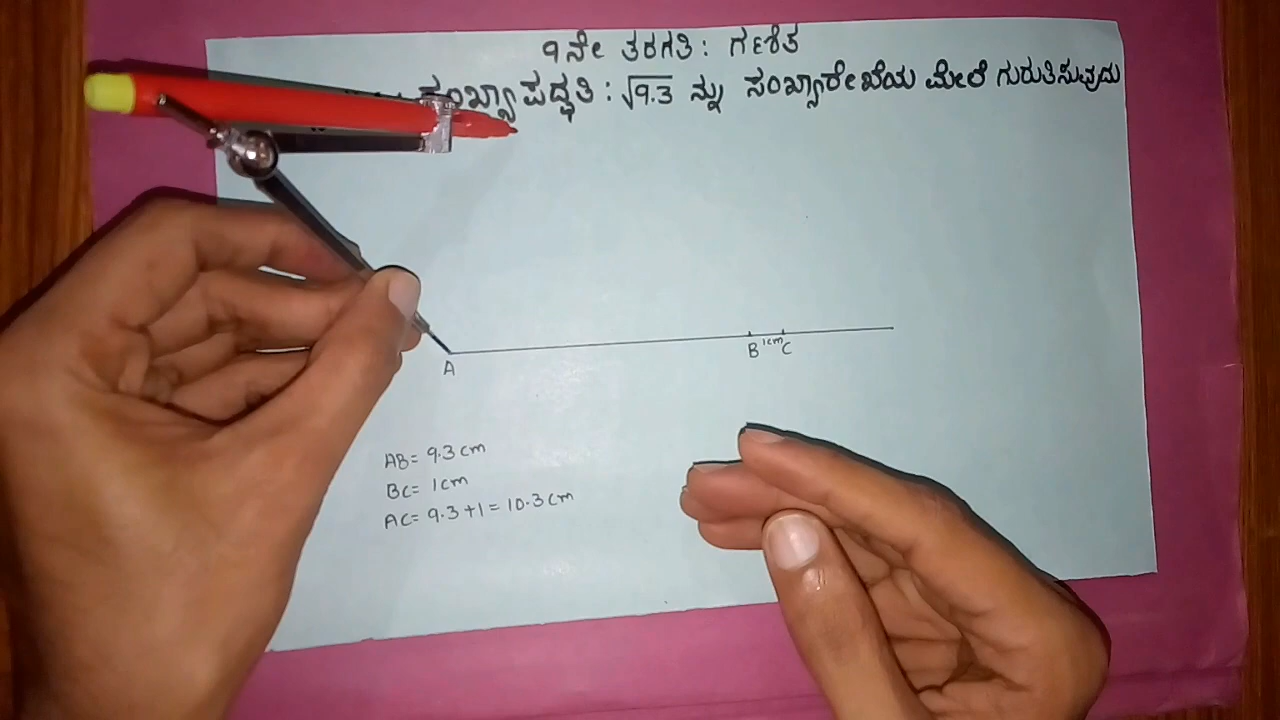 9ನೇ ತರಗತಿ: ಗಣಿತ
ಸಂಖ್ಯಾಪದ್ಧತಿ: √9.3 ನ್ನು ಸಂಖ್ಯಾರೇಖೆಯ ಮೇಲೆ ಗುರುತಿಸುವುದು
A B 1cm C
AB= 9.3 cm
BC= 1cm
AC= 9.3+1= 10.3 cm